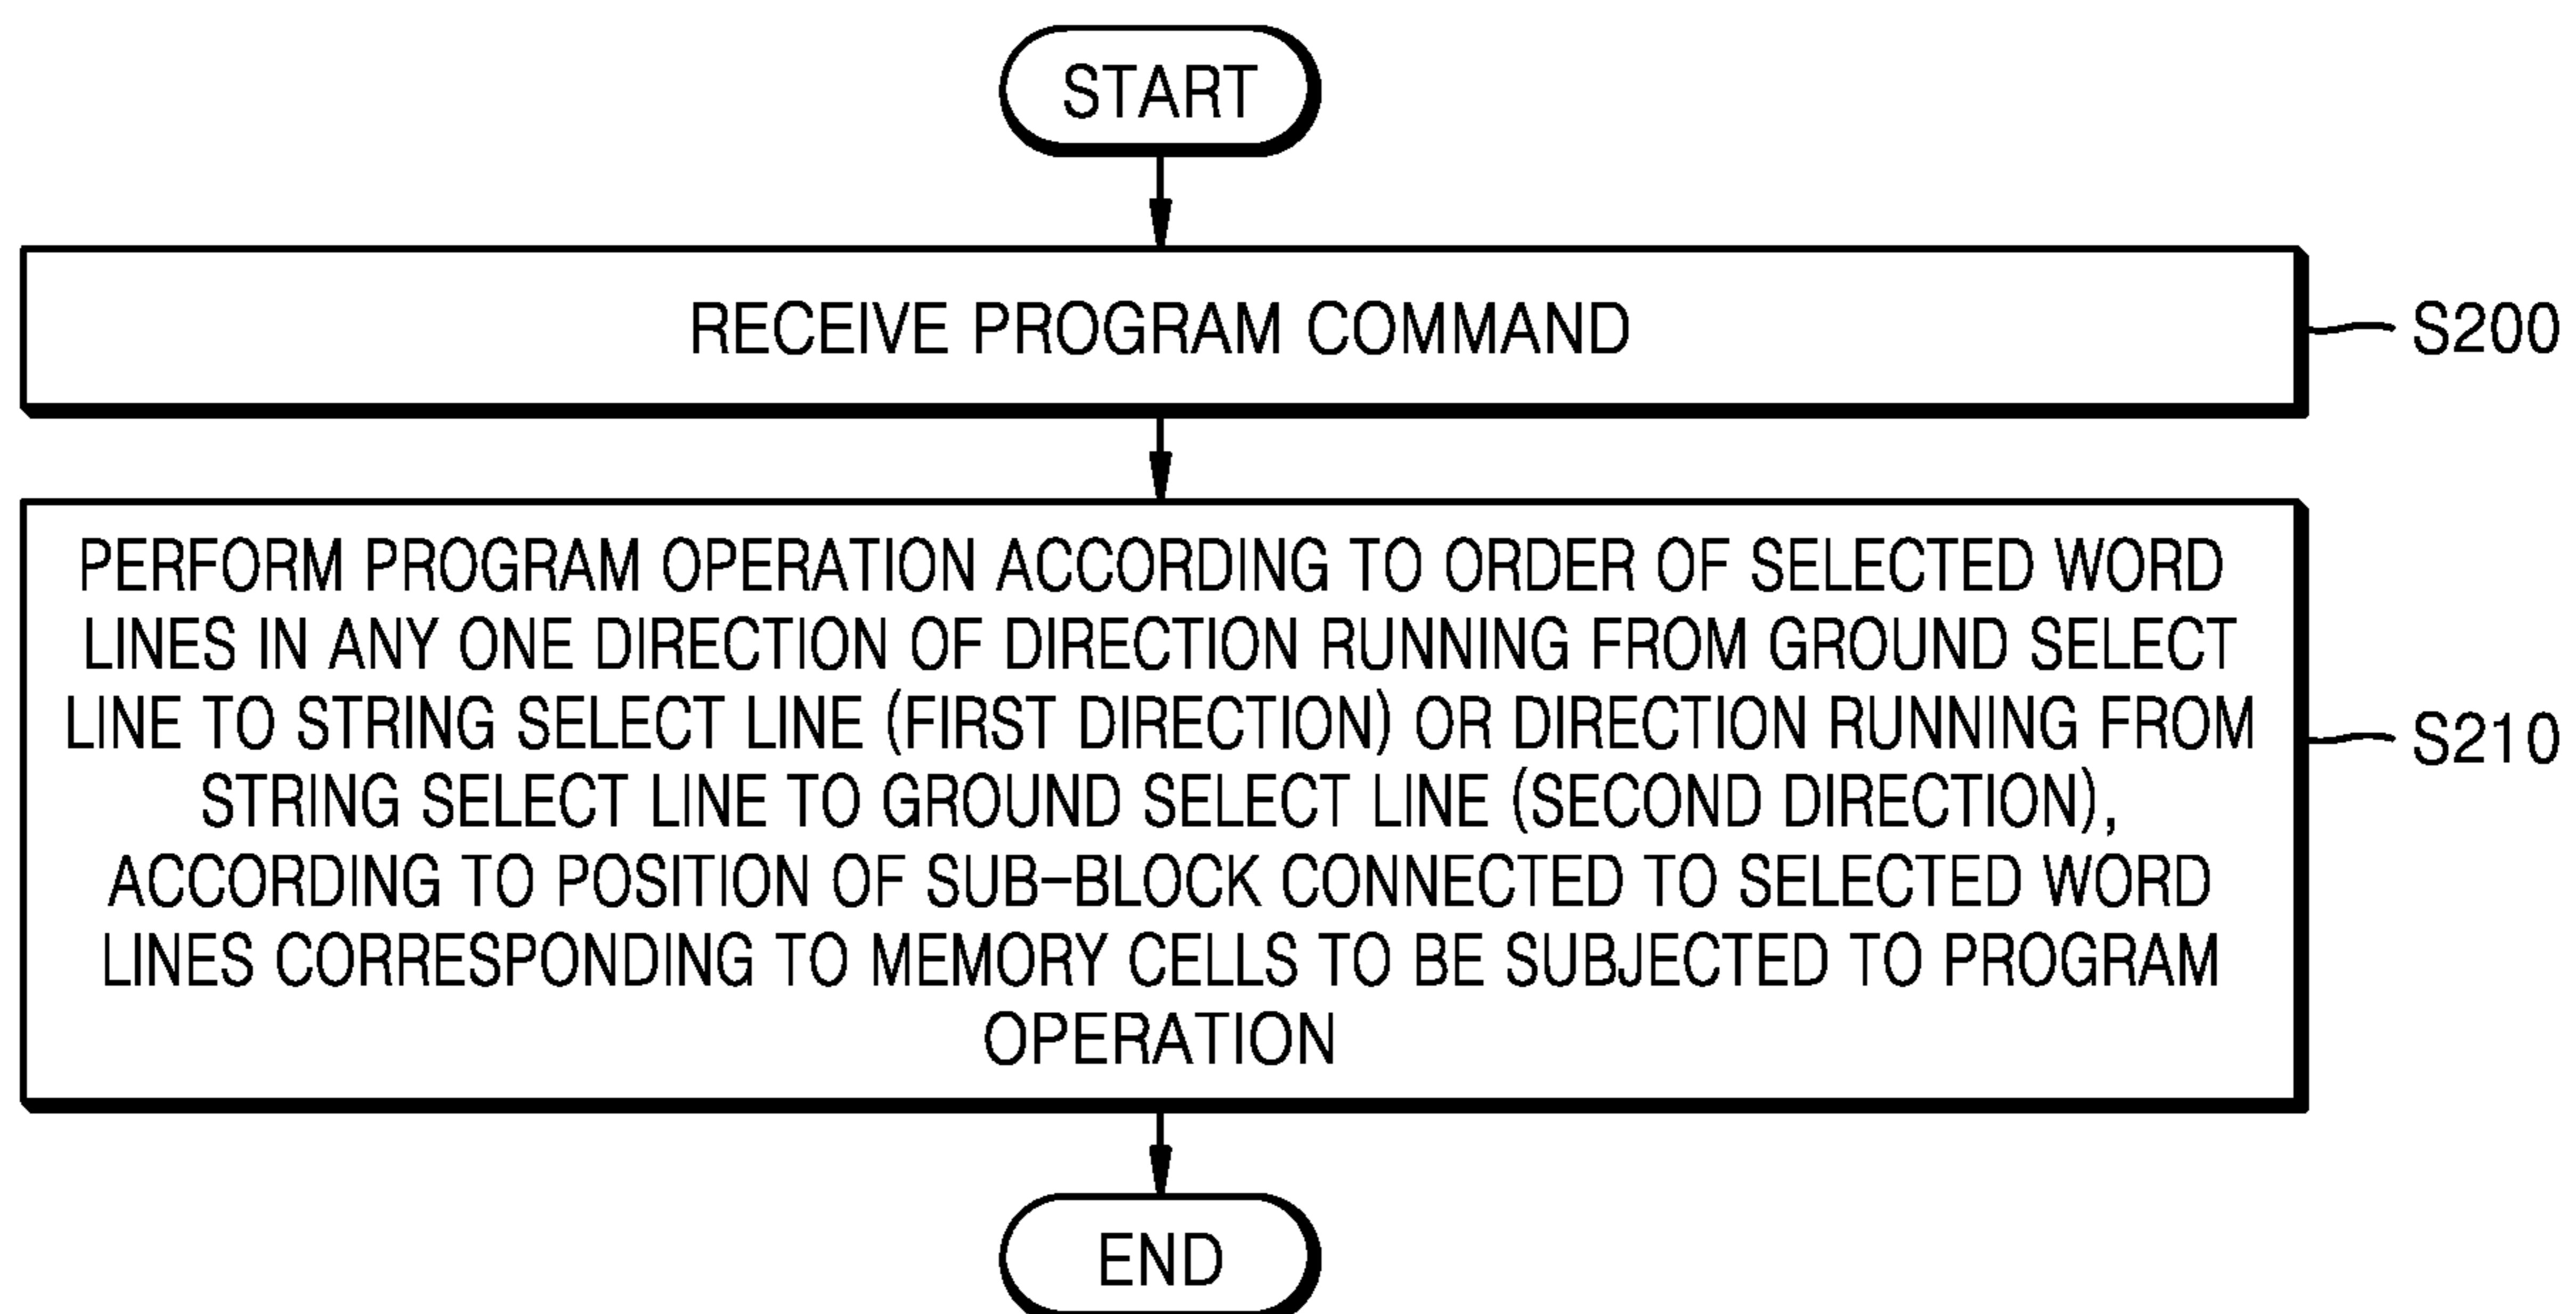 START
RECEIVE PROGRAM COMMAND
S200
PERFORM PROGRAM OPERATION ACCORDING TO ORDER OF SELECTED WORD
LINES IN ANY ONE DIRECTION OF DIRECTION RUNNING FROM GROUND SELECT
LINE TO STRING SELECT LINE (FIRST DIRECTION) OR DIRECTION RUNNING FROM
STRING SELECT LINE TO GROUND SELECT LINE (SECOND DIRECTION),
ACCORDING TO POSITION OF SUB-BLOCK CONNECTED TO SELECTED WORD
LINES CORRESPONDING TO MEMORY CELLS TO BE SUBJECTED TO PROGRAM
OPERATION
S210
END